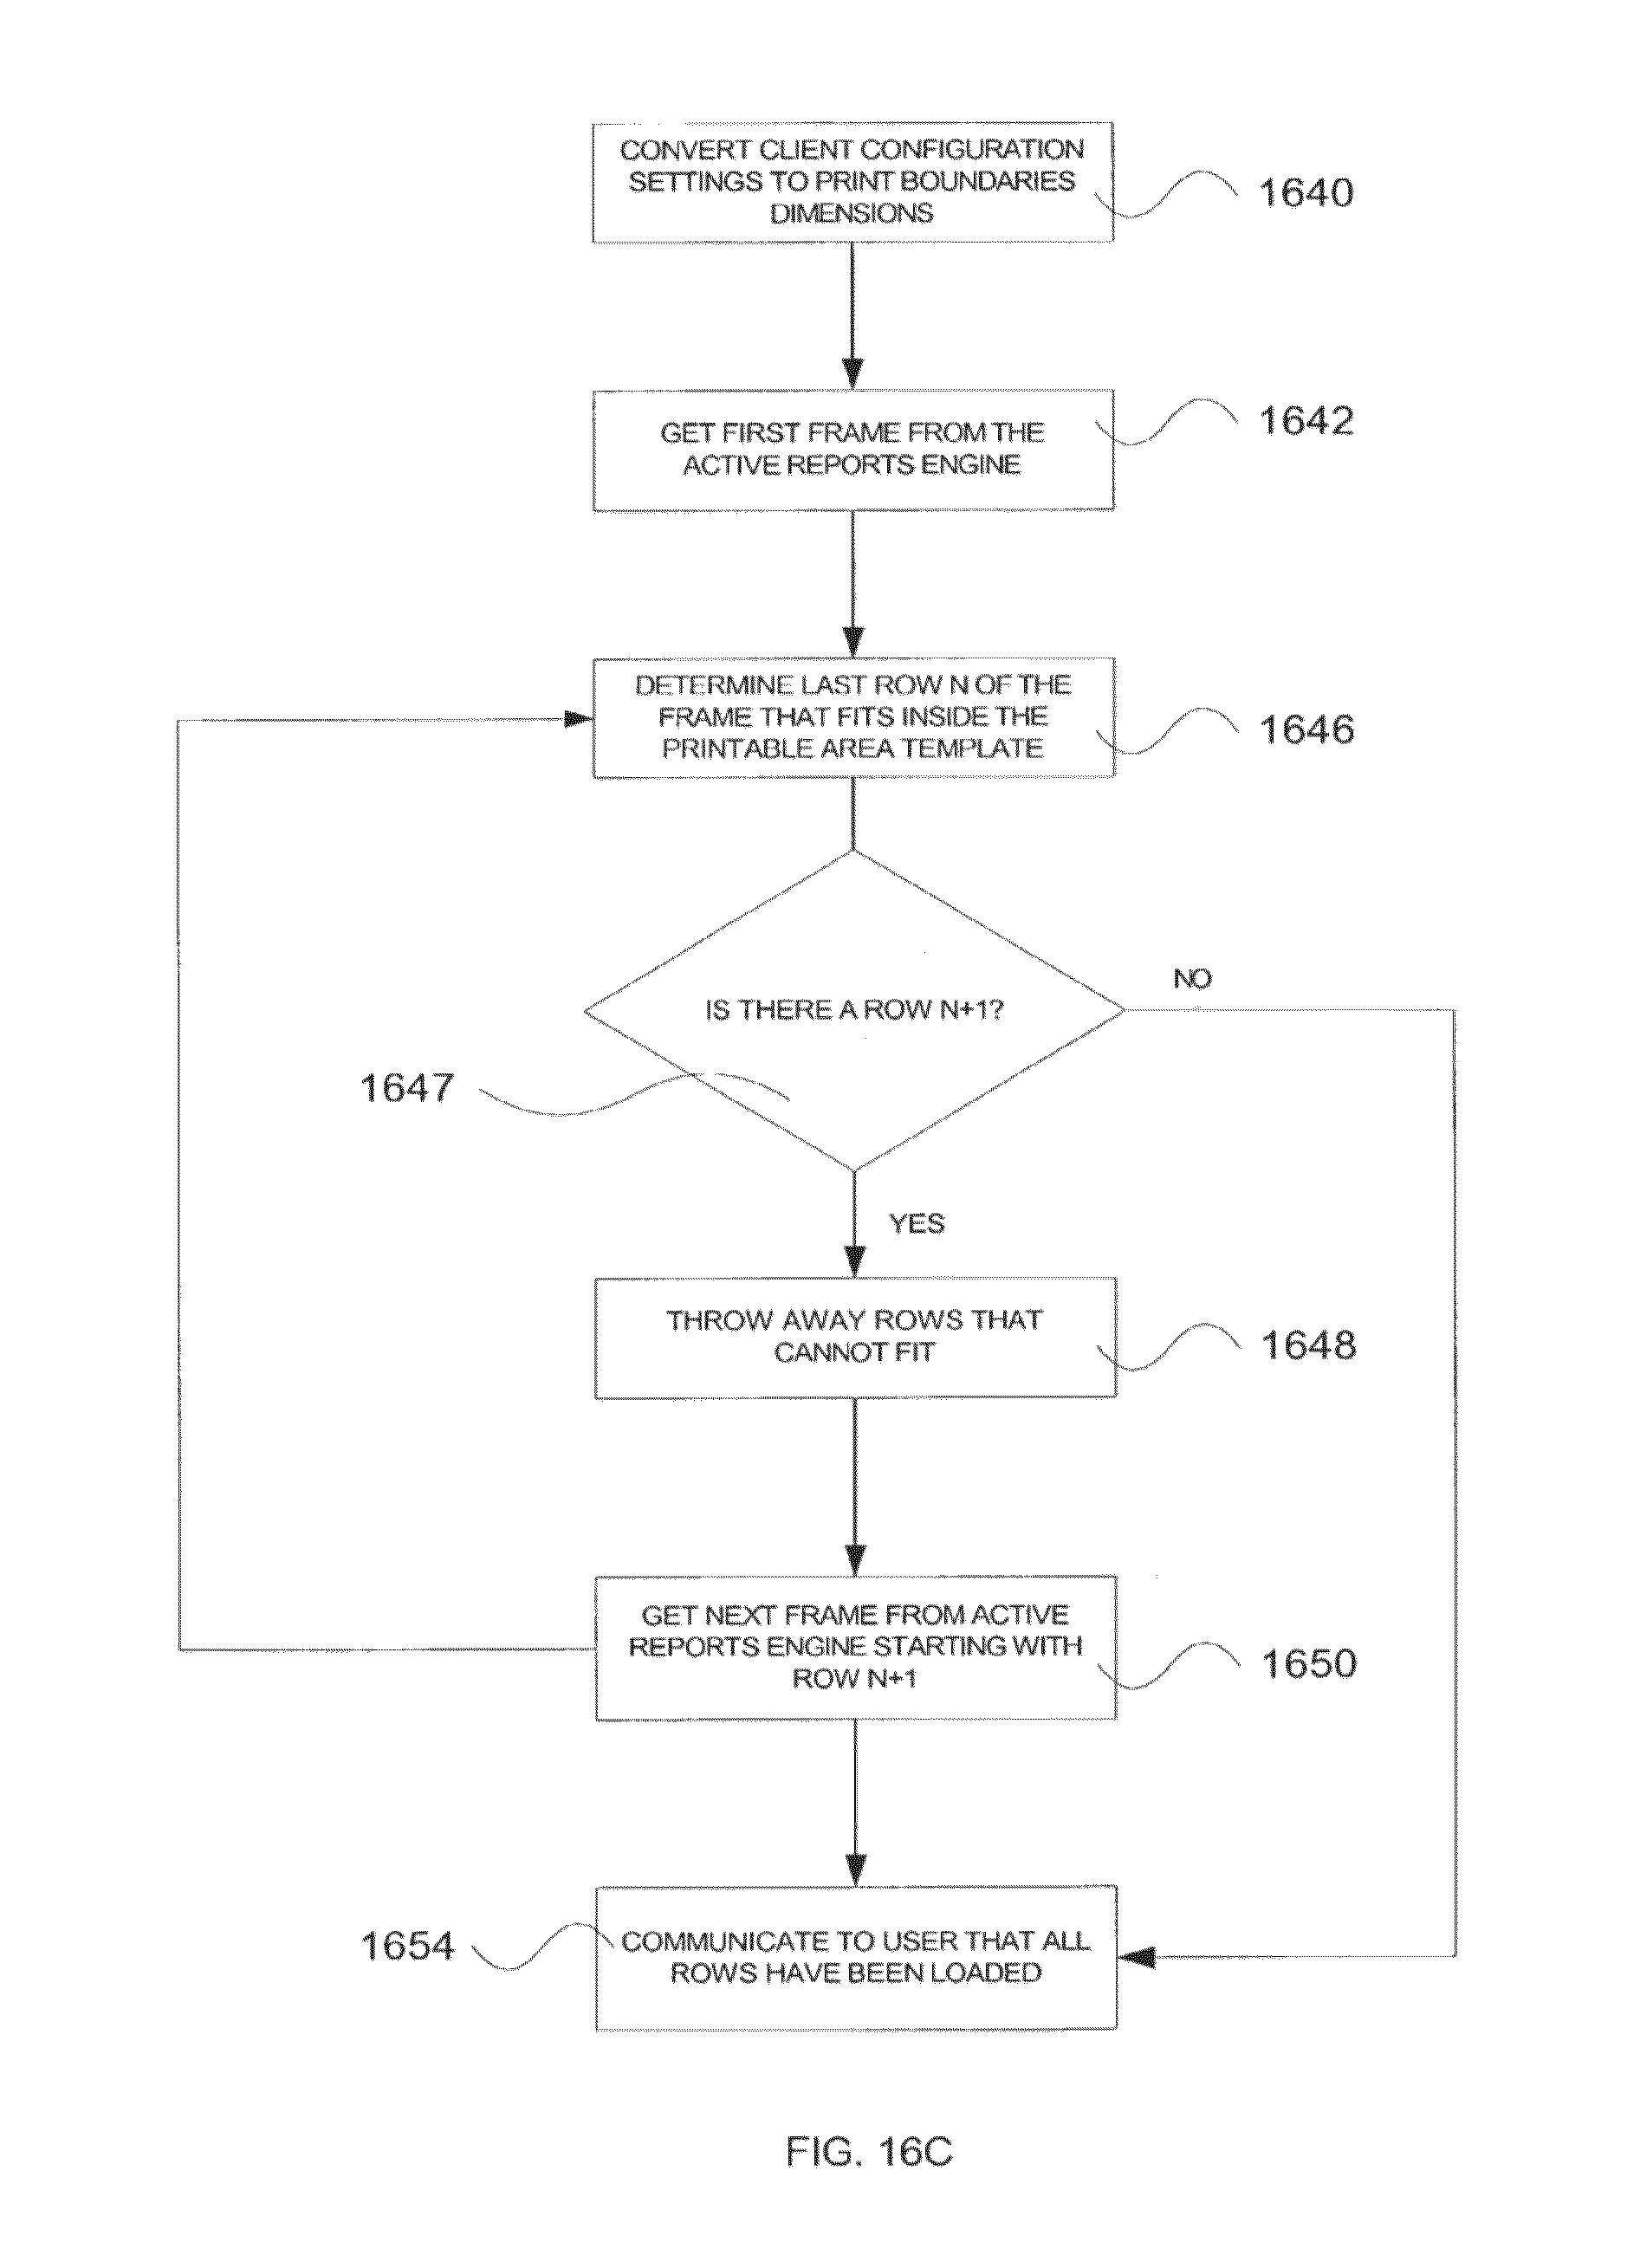 CONVERT CLIENT CONFIGURATION
SETTINGS TO PRINT BOUNDARIES
DIMENSIONS
1640
GET FIRST FRAME FROM THE
ACTIVE REPORTS ENGINE
1642
DETERMINE LAST ROW N OF THE
FRAME THAT FITS INSIDE THE
PRINTABLE AREA TEMPLATE
1646
IS THERE A ROW N+1?
NO
1647
YES
THROW AWAY ROWS THAT
CANNOT FIT
1648
GET NEXT FRAME FROM ACTIVE
REPORTS ENGINE STARTING WITH
ROW N+1
1650
COMMUNICATE TO USER THAT ALL
ROWS HAVE BEEN LOADED
1654
FIG. 16C